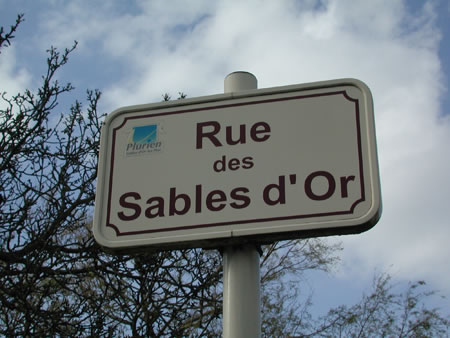 Plurien
Rue
des
Sables d'Or